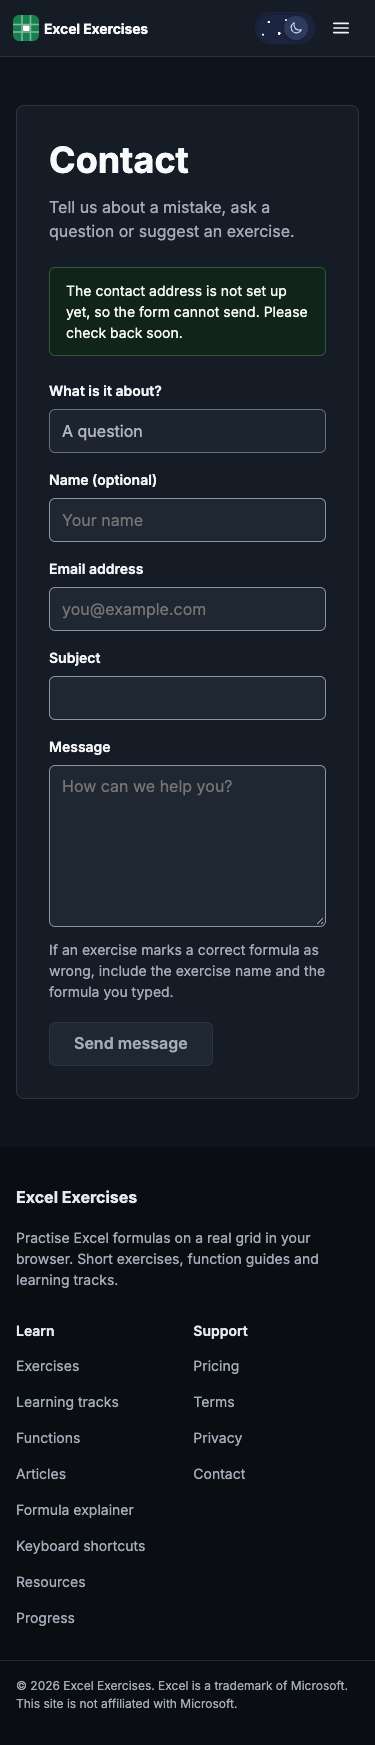 Excel Exercises
Contact
Tell us about a mistake, ask a
question or suggest an exercise.
The contact address is not set up
yet, so the form cannot send. Please
check back soon.
What is it about?
A question
Name (optional)
Your name
Email address
you@example.com
Subject
Message
How can we help you?
If an exercise marks a correct formula as
wrong, include the exercise name and the
formula you typed.
Send message
Excel Exercises
Practise Excel formulas on a real grid in your
browser. Short exercises, function guides and
learning tracks.
Learn
Exercises
Learning tracks
Functions
Articles
Formula explainer
Keyboard shortcuts
Resources
Progress
Support
Pricing
Terms
Privacy
Contact
© 2026 Excel Exercises. Excel is a trademark of Microsoft.
This site is not affiliated with Microsoft.